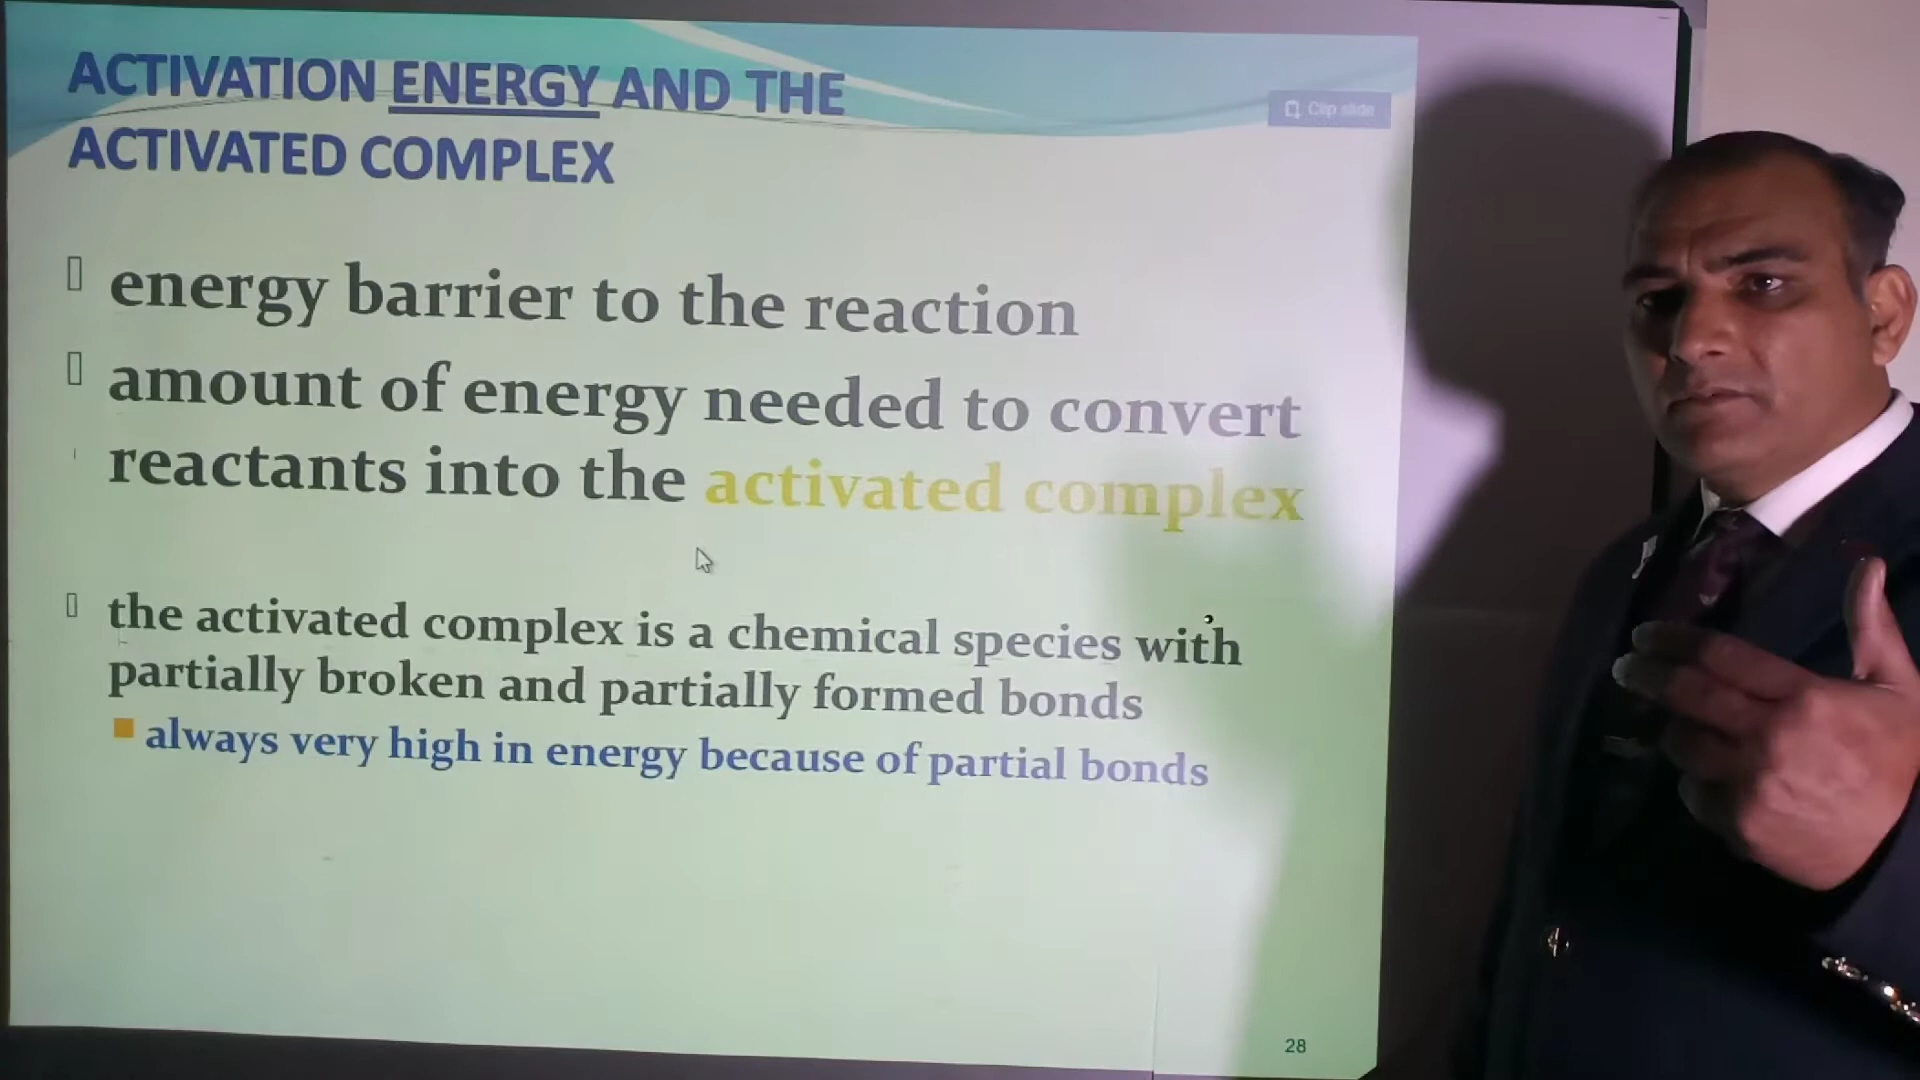 ACTIVATION ENERGY AND THE
ACTIVATED COMPLEX
Clip slide
energy barrier to the reaction
amount of energy needed to convert
reactants into the activated complex
the activated complex is a chemical species with
partially broken and partially formed bonds
always very high in energy because of partial bonds
28